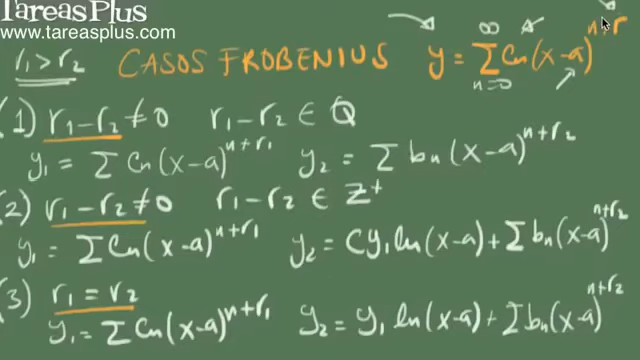 TareasPlus
www.tareasplus.com
r₁ > r₂ CASOS FROBENIUS y = ∑ₙ₌₀^∞ Cn(x-a)^(n+r)
(1) r₁-r₂ ≠ 0 r₁-r₂ ∈ Q
y₁ = ∑ Cn(x-a)^(n+r₁) y₂ = ∑ bn(x-a)^(n+r₂)
(2) r₁-r₂ ≠ 0 r₁-r₂ ∈ Z⁺
y₁ = ∑ Cn(x-a)^(n+r₁) y₂ = Cy₁ ln(x-a) + ∑ bn(x-a)^(n+r₂)
(3) r₁ = r₂
y₁ = ∑ Cn(x-a)^(n+r₁) y₂ = y₁ ln(x-a) + ∑ bn(x-a)^(n+r₂)